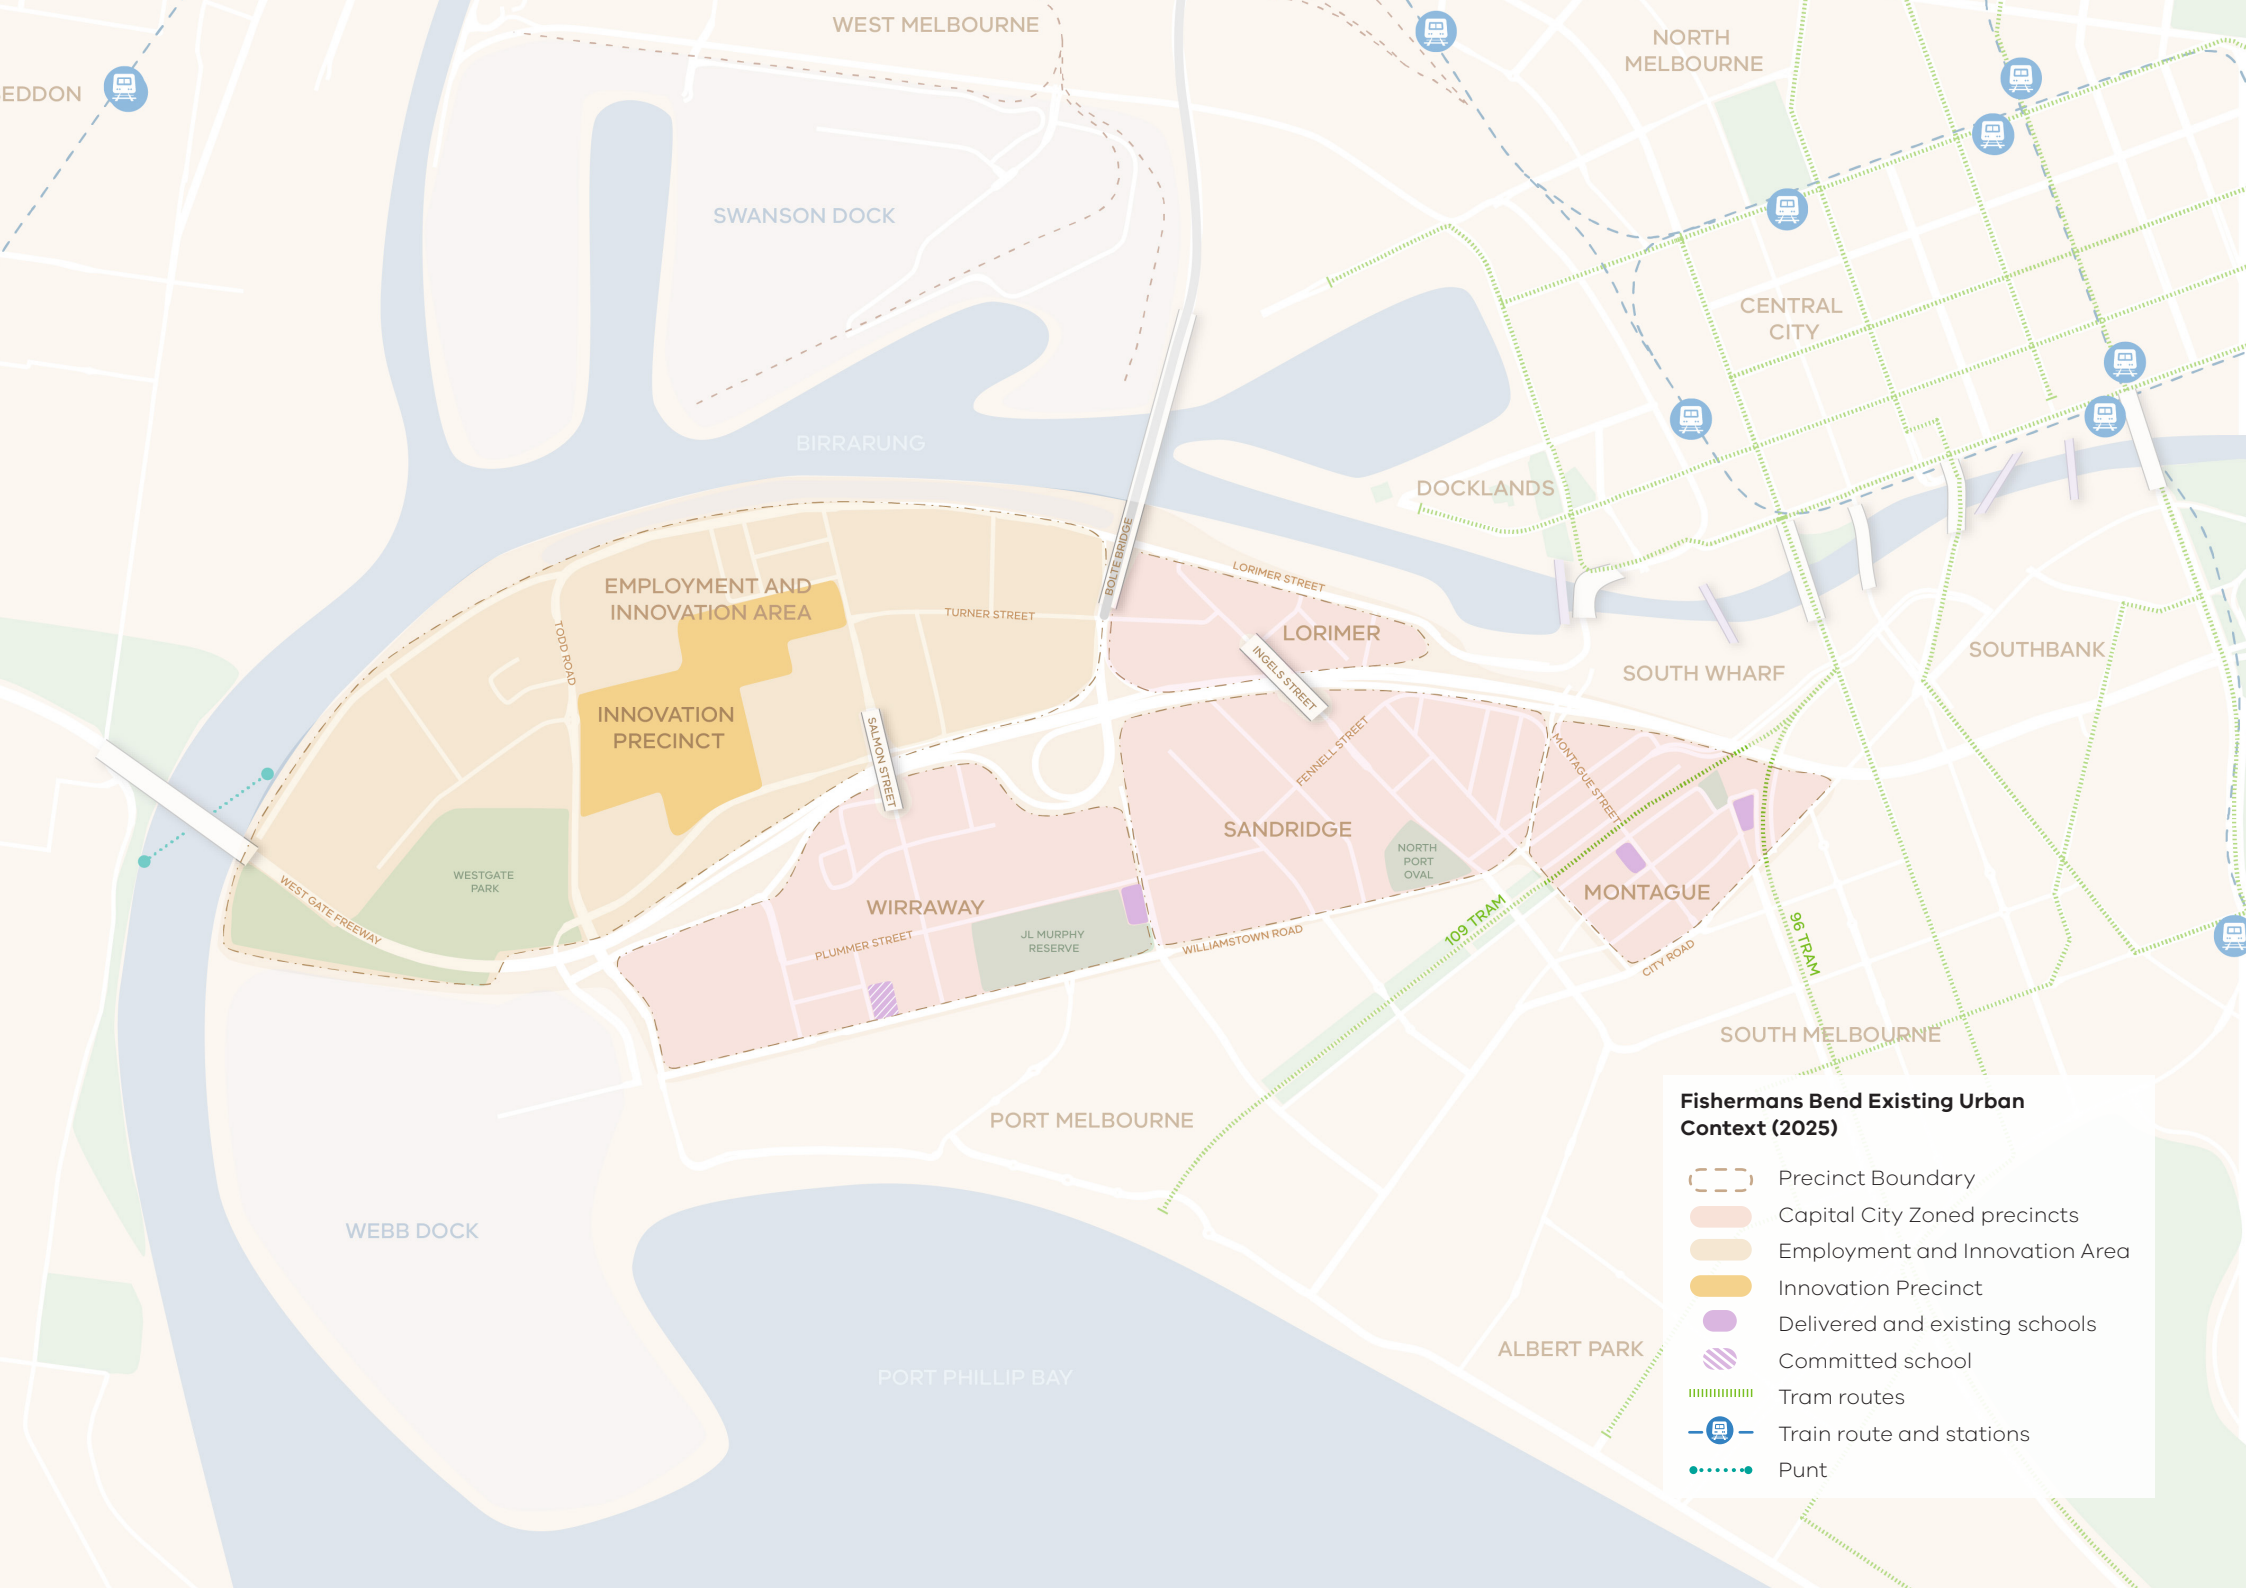 WEST MELBOURNE
NORTH
MELBOURNE
EDDON
SWANSON DOCK
CENTRAL
CITY
BIRRARUNG
DOCKLANDS
BOLTE BRIDGE
LORIMER STREET
EMPLOYMENT AND
INNOVATION AREA
TURNER STREET
LORIMER
TODD ROAD
INGELS STREET
SOUTHBANK
SOUTH WHARF
INNOVATION
PRECINCT
SALMON STREET
FENNELL STREET
MONTAGUE STREET
SANDRIDGE
NORTH
PORT
OVAL
WESTGATE
PARK
MONTAGUE
WIRRAWAY
WEST GATE FREEWAY
PLUMMER STREET
JL MURPHY
RESERVE
WILLIAMSTOWN ROAD
109 TRAM
96 TRAM
CITY ROAD
SOUTH MELBOURNE
PORT MELBOURNE
WEBB DOCK
ALBERT PARK
PORT PHILLIP BAY
Fishermans Bend Existing Urban
Context (2025)
Precinct Boundary
Capital City Zoned precincts
Employment and Innovation Area
Innovation Precinct
Delivered and existing schools
Committed school
Tram routes
Train route and stations
Punt